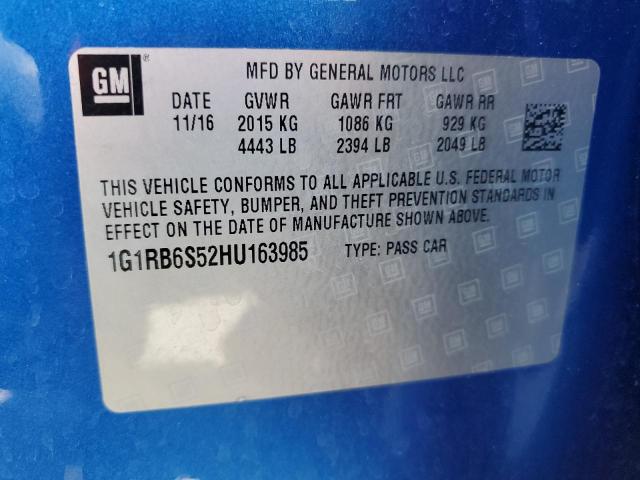 GM ®
MFD BY GENERAL MOTORS LLC
DATE GVWR GAWR FRT GAWR RR
11/16 2015 KG 1086 KG 929 KG
4443 LB 2394 LB 2049 LB
THIS VEHICLE CONFORMS TO ALL APPLICABLE U.S. FEDERAL MOTOR
VEHICLE SAFETY, BUMPER, AND THEFT PREVENTION STANDARDS IN
EFFECT ON THE DATE OF MANUFACTURE SHOWN ABOVE.
1G1RB6S52HU163985 TYPE: PASS CAR